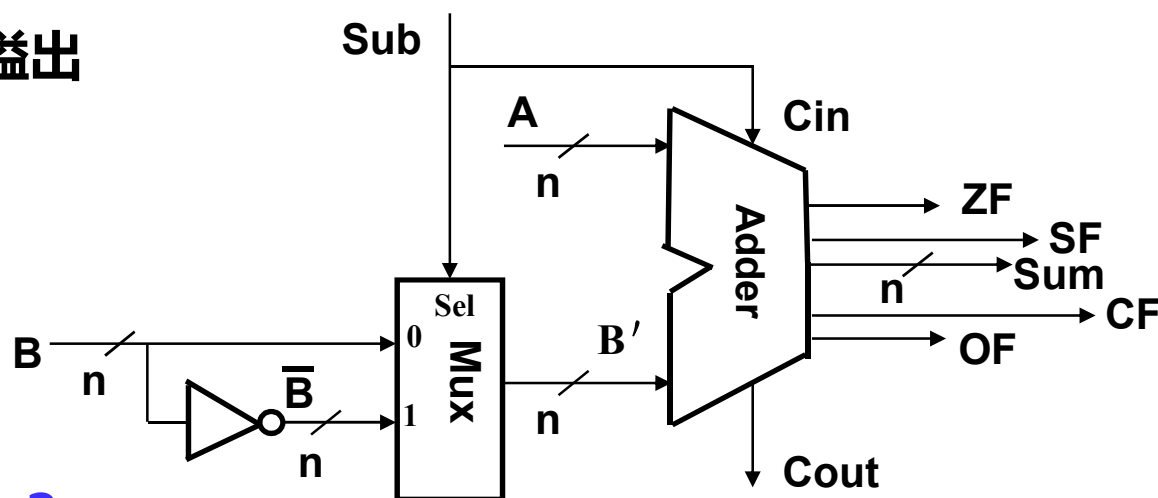 溢出
Sub
A
n
Cin
ZF
SF
Sum
n
CF
OF
Adder
Sel
0
Mux
1
B
n
B̅
n
B′
n
Cout